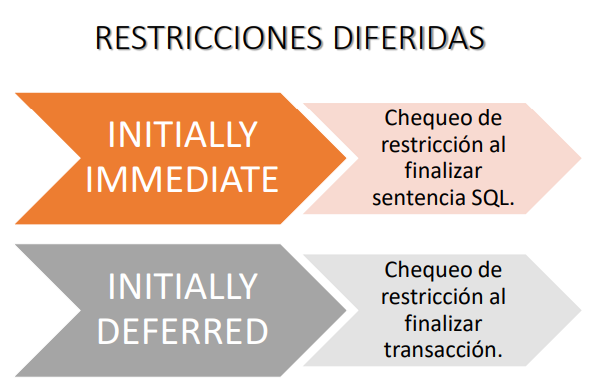 RESTRICCIONES DIFERIDAS
INITIALLY
IMMEDIATE
Chequeo de
restricción al
finalizar
sentencia SQL.
INITIALLY
DEFERRED
Chequeo de
restricción al
finalizar
transacción.